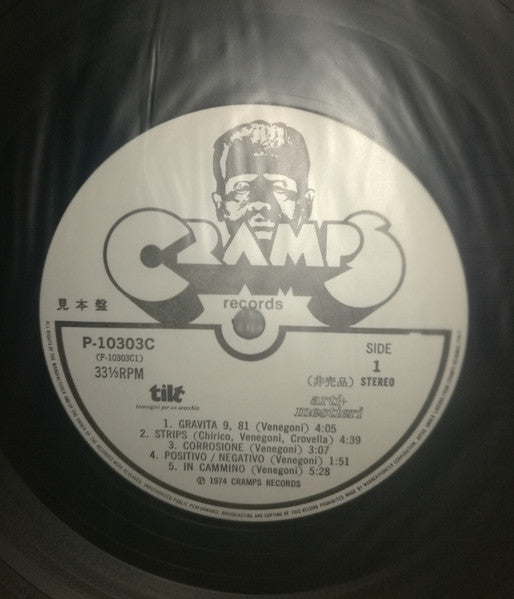 CRAMPS
records
見本盤
P-10303C
(P-10303C1)
33⅓RPM
SIDE
1
(非売品) STEREO
tilt
Immagini per un orecchio
arti+
mestieri
1. GRAVITA 9, 81 (Venegoni) 4:05
2. STRIPS (Chirico, Venegoni, Crovella) 4:39
3. CORROSIONE (Venegoni) 3:07
4. POSITIVO / NEGATIVO (Venegoni) 1:51
5. IN CAMMINO (Venegoni) 5:28
Ⓟ 1974 CRAMPS RECORDS